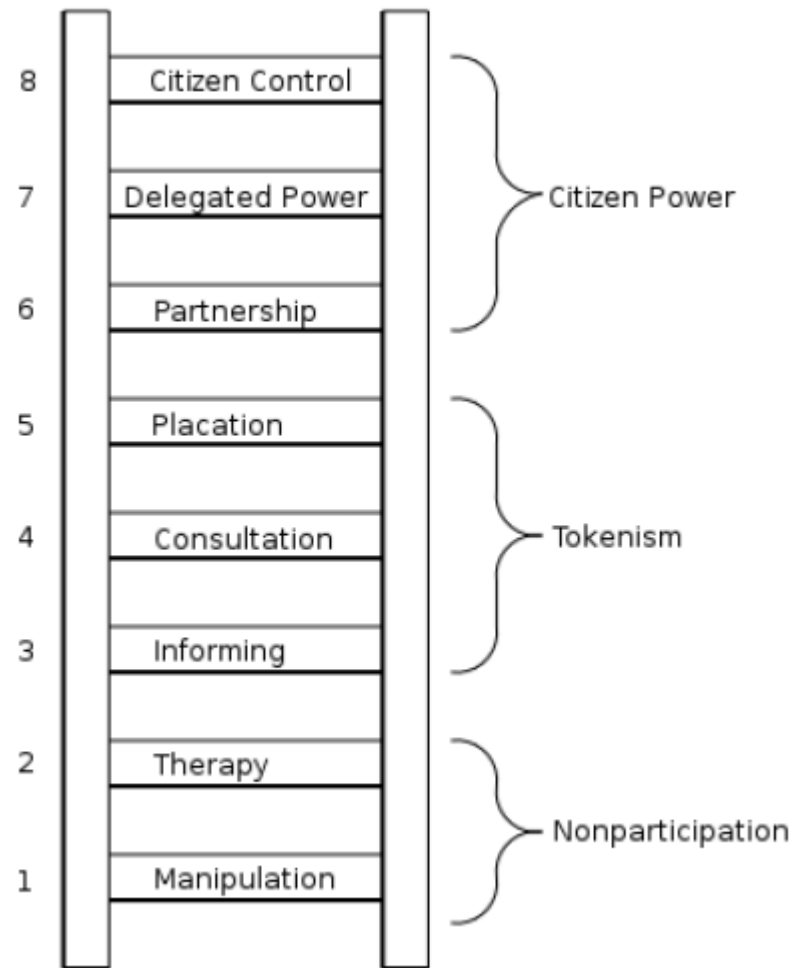 8 Citizen Control
7 Delegated Power
Citizen Power
6 Partnership
5 Placation
4 Consultation
Tokenism
3 Informing
2 Therapy
Nonparticipation
1 Manipulation